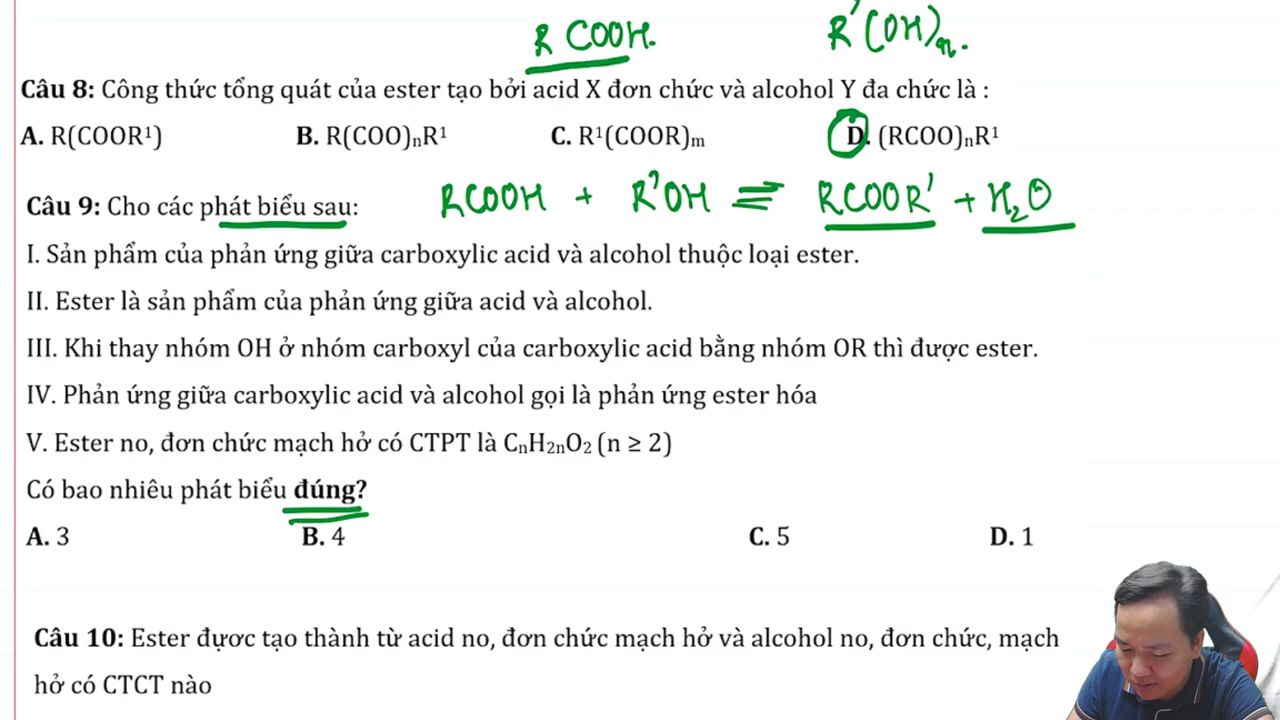 R COOH. R'(OH)n.
Câu 8: Công thức tổng quát của ester tạo bởi acid X đơn chức và alcohol Y đa chức là :
A. R(COOR¹) B. R(COO)ₙR¹ C. R¹(COOR)ₘ D. (RCOO)ₙR¹
RCOOH + R'OH ⇌ RCOOR' + H₂O
Câu 9: Cho các phát biểu sau:
I. Sản phẩm của phản ứng giữa carboxylic acid và alcohol thuộc loại ester.
II. Ester là sản phẩm của phản ứng giữa acid và alcohol.
III. Khi thay nhóm OH ở nhóm carboxyl của carboxylic acid bằng nhóm OR thì được ester.
IV. Phản ứng giữa carboxylic acid và alcohol gọi là phản ứng ester hóa
V. Ester no, đơn chức mạch hở có CTPT là CₙH₂ₙO₂ (n ≥ 2)
Có bao nhiêu phát biểu đúng?
A. 3 B. 4 C. 5 D. 1
Câu 10: Ester đựơc tạo thành từ acid no, đơn chức mạch hở và alcohol no, đơn chức, mạch
hở có CTCT nào